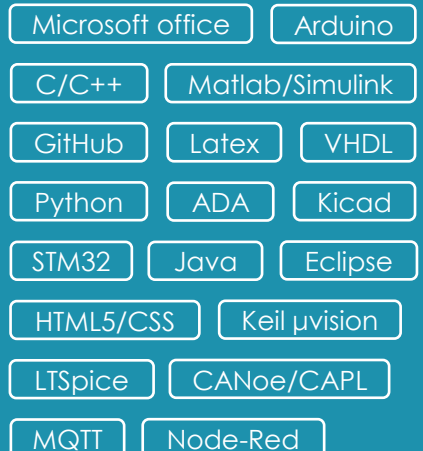 Microsoft office Arduino
C/C++ Matlab/Simulink
GitHub Latex VHDL
Python ADA Kicad
STM32 Java Eclipse
HTML5/CSS Keil µvision
LTSpice CANoe/CAPL
MQTT Node-Red